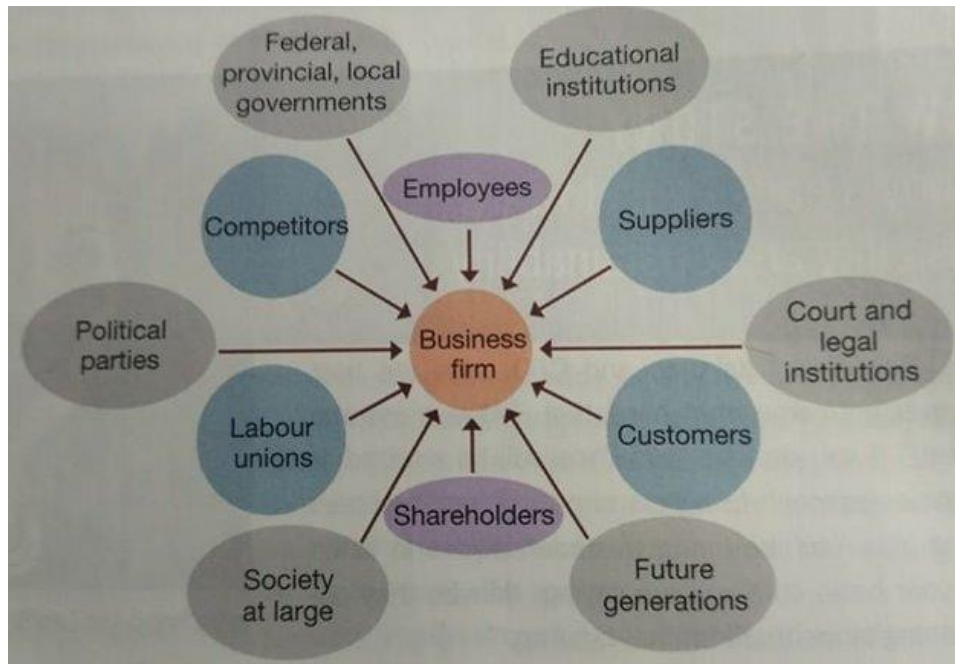 Federal,
provincial, local
governments
Educational
institutions
Employees
Competitors
Suppliers
Political
parties
Business
firm
Court and
legal
institutions
Labour
unions
Customers
Shareholders
Society
at large
Future
generations